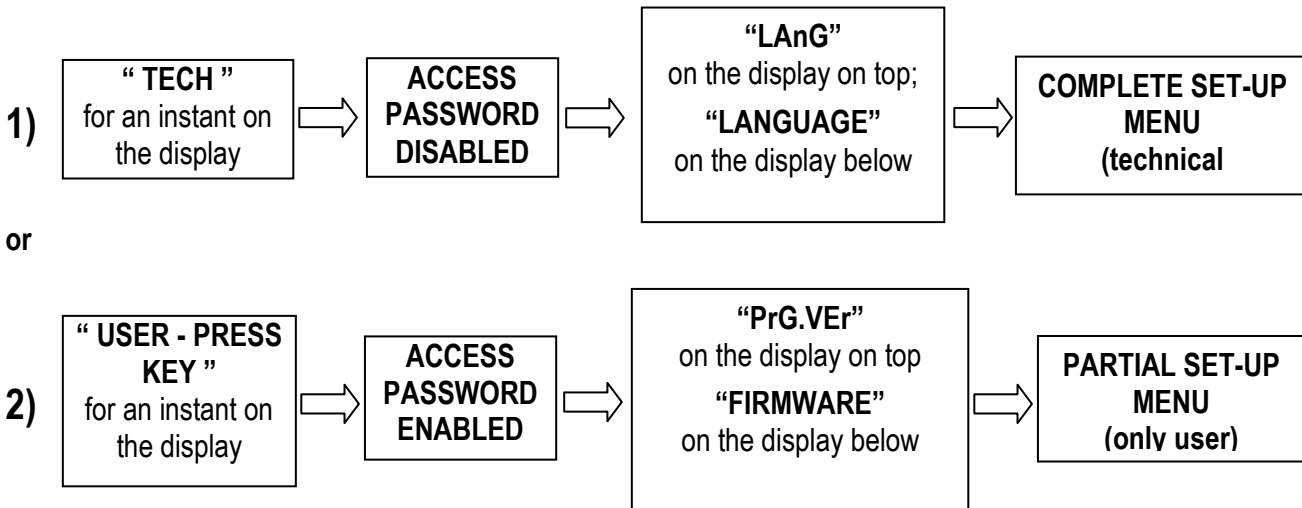 1)
“ TECH ”
for an instant on
the display
ACCESS
PASSWORD
DISABLED
“LAnG”
on the display on top;
“LANGUAGE”
on the display below
COMPLETE SET-UP
MENU
(technical
or
2)
“ USER - PRESS
KEY ”
for an instant on
the display
ACCESS
PASSWORD
ENABLED
“PrG.VEr”
on the display on top
“FIRMWARE”
on the display below
PARTIAL SET-UP
MENU
(only user)